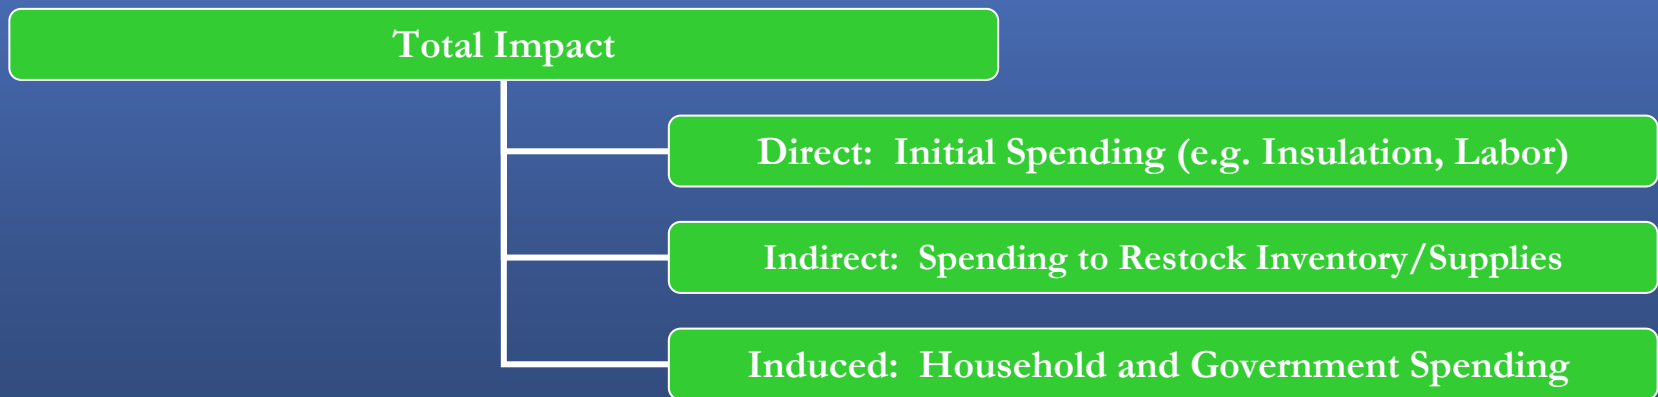 Total Impact
Direct:  Initial Spending (e.g. Insulation, Labor)
Indirect:  Spending to Restock Inventory/Supplies
Induced:  Household and Government Spending